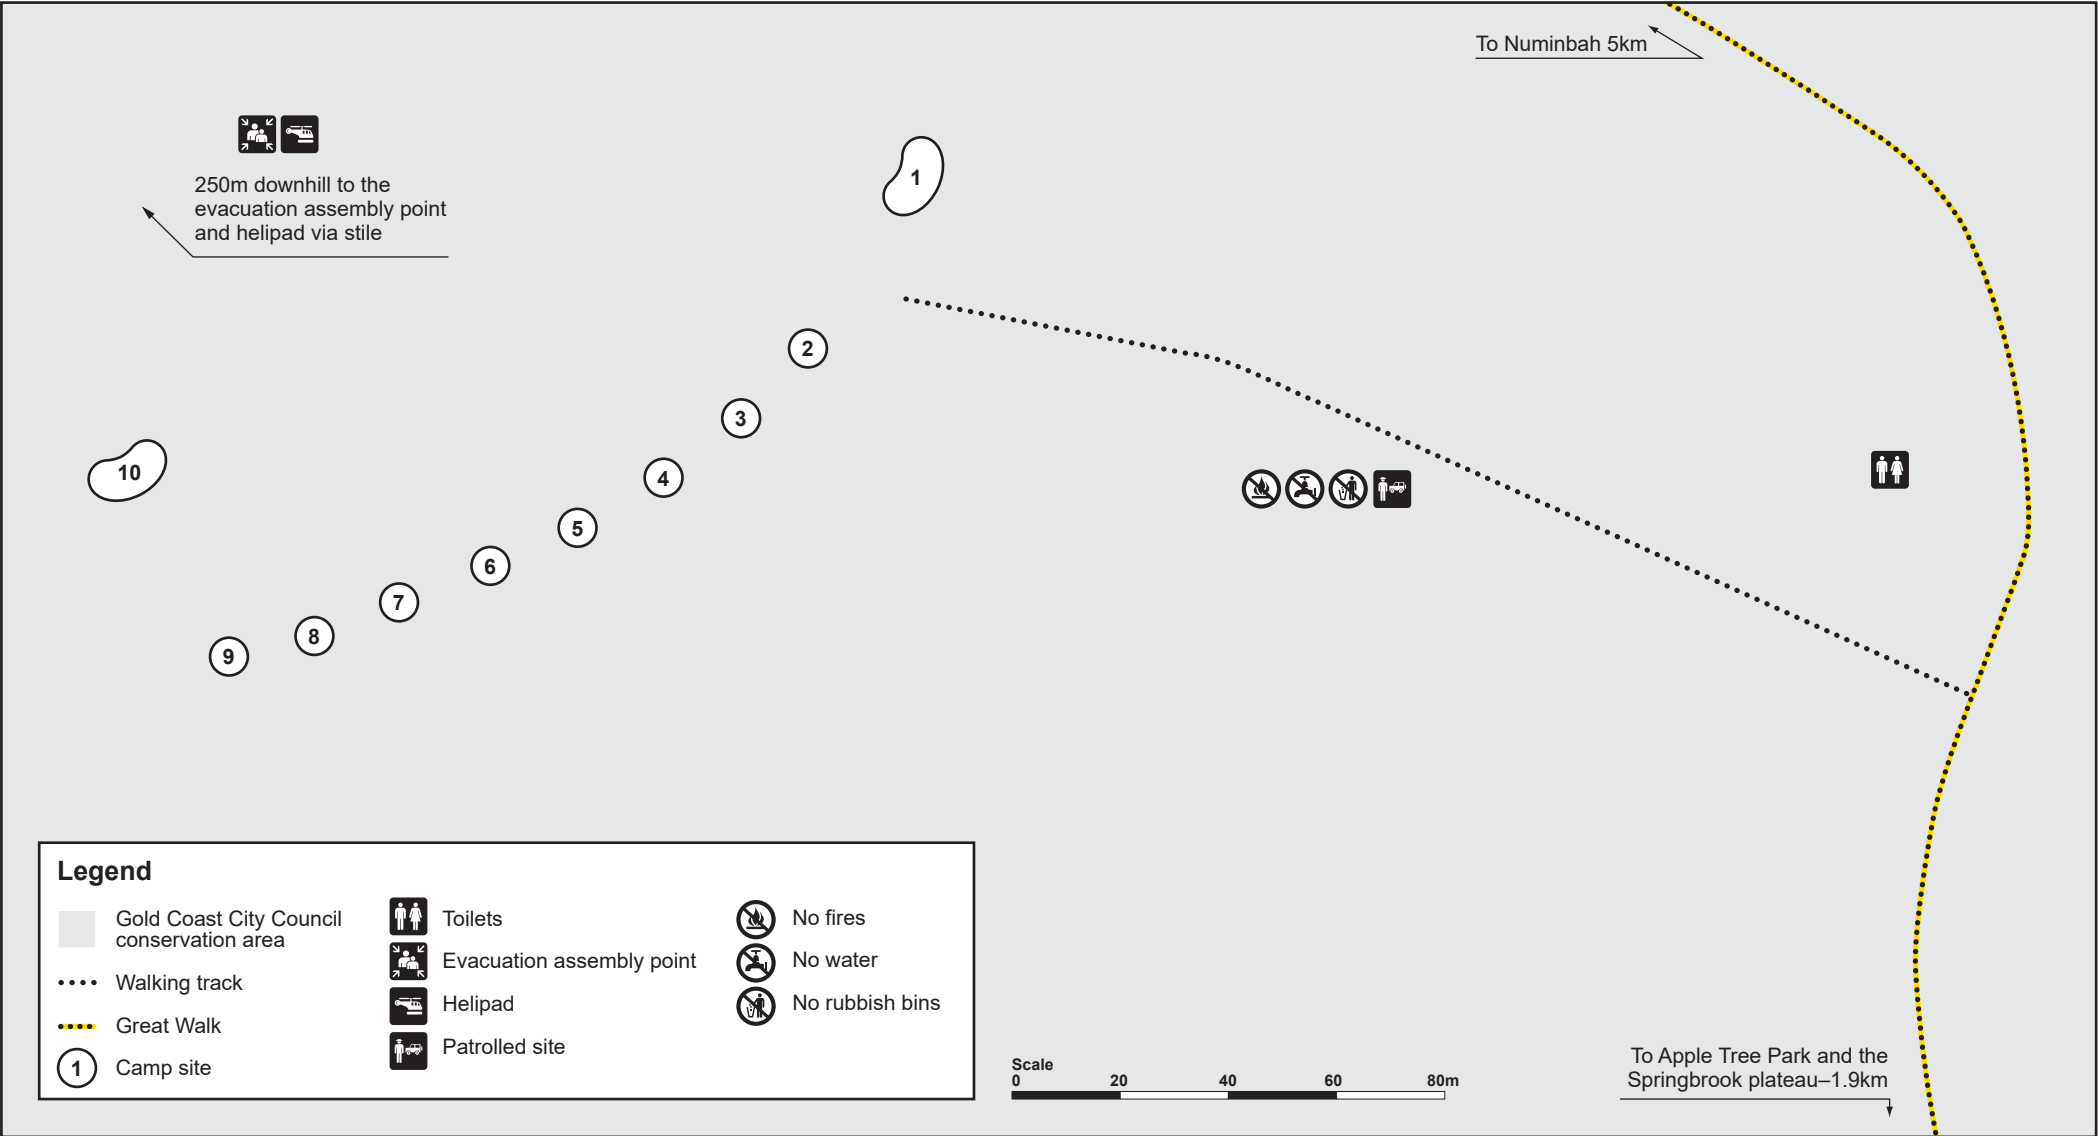 To Numinbah 5km
250m downhill to the
evacuation assembly point
and helipad via stile
1
2
3
4
5
6
7
8
9
10
Legend
Gold Coast City Council
conservation area
Walking track
Great Walk
1 Camp site
Toilets
Evacuation assembly point
Helipad
Patrolled site
No fires
No water
No rubbish bins
Scale
0 20 40 60 80m
To Apple Tree Park and the
Springbrook plateau–1.9km